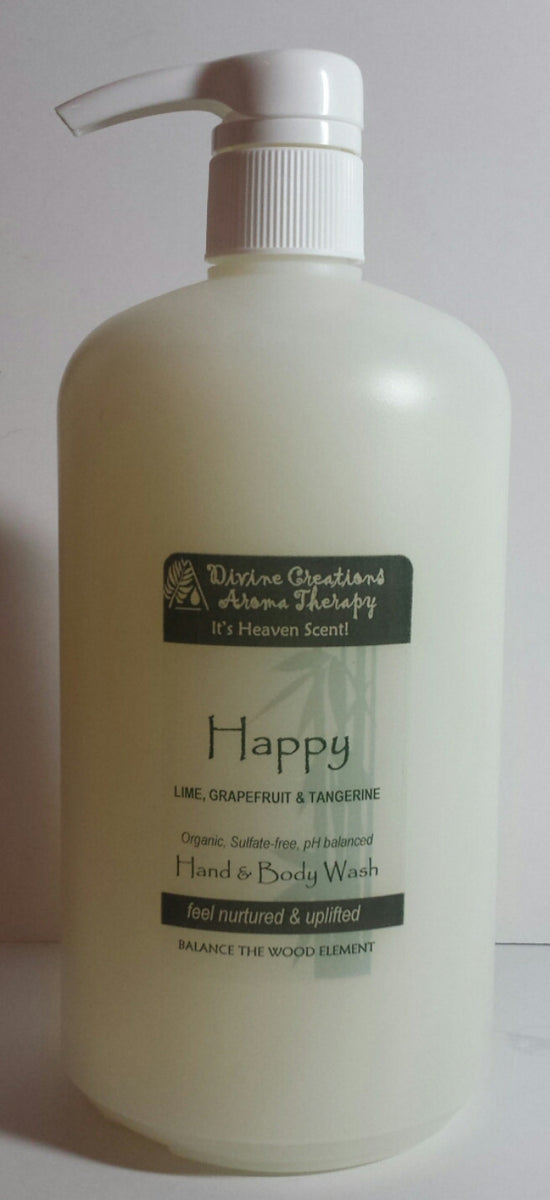 Divine Creations
Aroma Therapy
It's Heaven Scent!
Happy
LIME, GRAPEFRUIT & TANGERINE
Organic, Sulfate-free, pH balanced
Hand & Body Wash
feel nurtured & uplifted
BALANCE THE WOOD ELEMENT